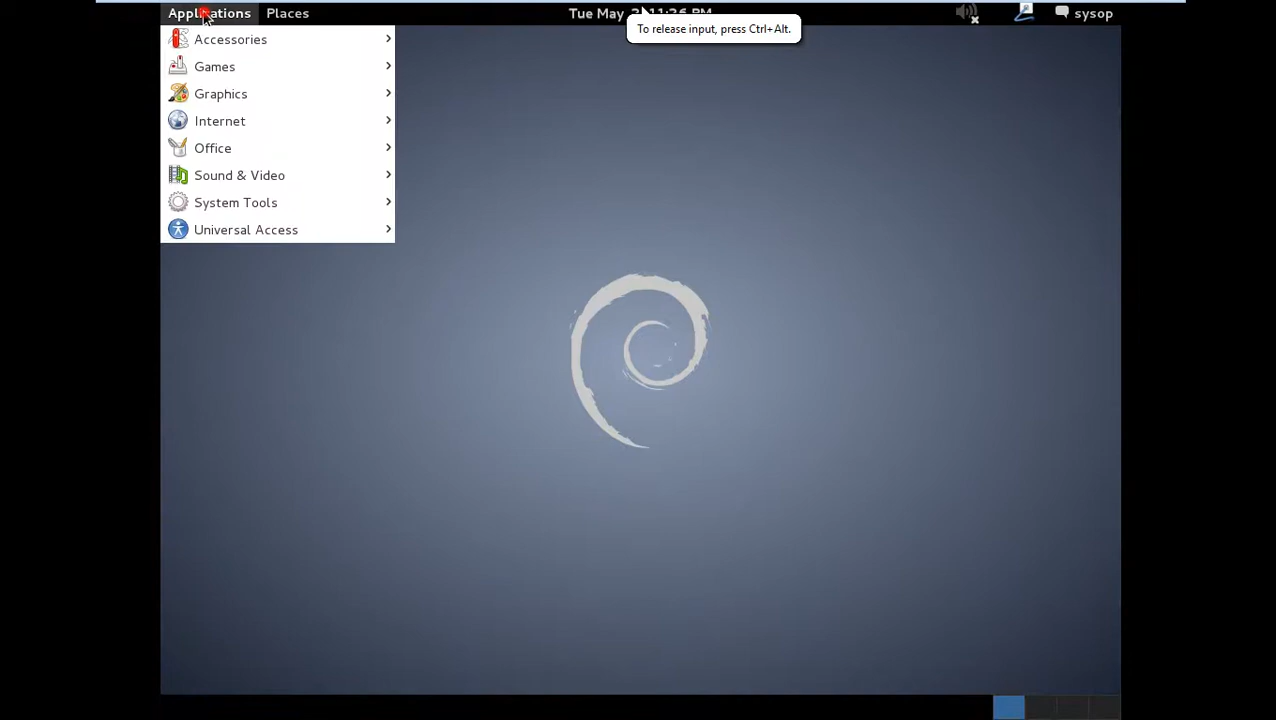 Applications Places Tue May PM sysop
To release input, press Ctrl+Alt.
Accessories
Games
Graphics
Internet
Office
Sound & Video
System Tools
Universal Access